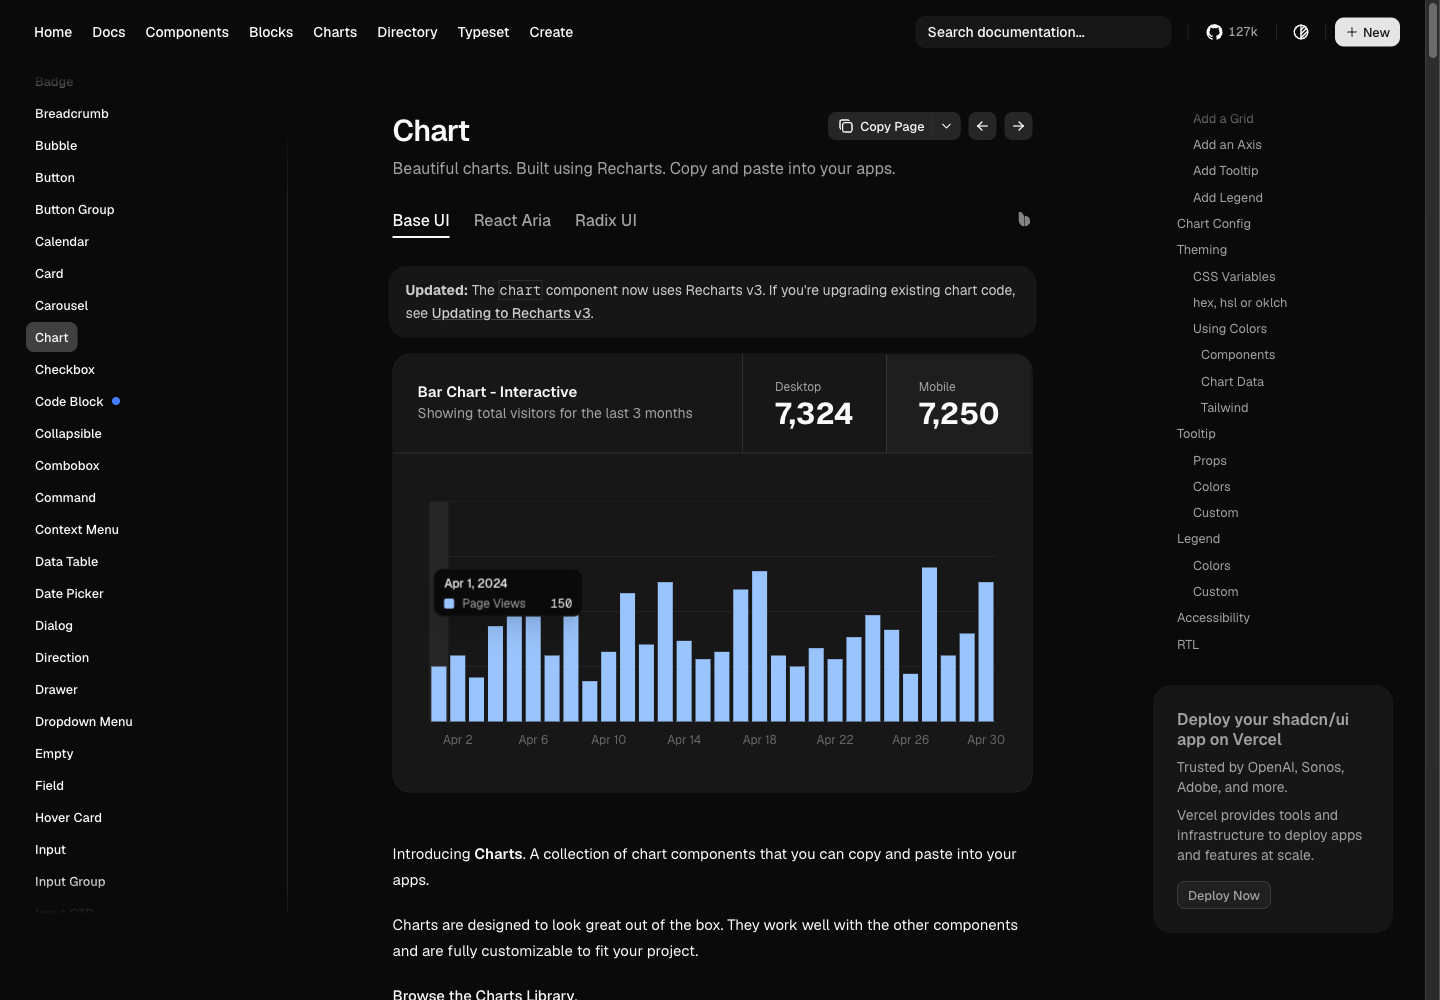 Home Docs Components Blocks Charts Directory Typeset Create
Search documentation...
127k
New
Badge
Breadcrumb
Bubble
Button
Button Group
Calendar
Card
Carousel
Chart
Checkbox
Code Block
Collapsible
Combobox
Command
Context Menu
Data Table
Date Picker
Dialog
Direction
Drawer
Dropdown Menu
Empty
Field
Hover Card
Input
Input Group
Input OTP
Chart
Copy Page
Beautiful charts. Built using Recharts. Copy and paste into your apps.
Base UI React Aria Radix UI
Updated: The chart component now uses Recharts v3. If you're upgrading existing chart code,
see Updating to Recharts v3.
Bar Chart - Interactive
Showing total visitors for the last 3 months
Desktop
7,324
Mobile
7,250
Apr 1, 2024
Page Views 150
Apr 2 Apr 6 Apr 10 Apr 14 Apr 18 Apr 22 Apr 26 Apr 30
Introducing Charts. A collection of chart components that you can copy and paste into your
apps.
Charts are designed to look great out of the box. They work well with the other components
and are fully customizable to fit your project.
Browse the Charts Library.
Add a Grid
Add an Axis
Add Tooltip
Add Legend
Chart Config
Theming
CSS Variables
hex, hsl or oklch
Using Colors
Components
Chart Data
Tailwind
Tooltip
Props
Colors
Custom
Legend
Colors
Custom
Accessibility
RTL
Deploy your shadcn/ui
app on Vercel
Trusted by OpenAI, Sonos,
Adobe, and more.
Vercel provides tools and
infrastructure to deploy apps
and features at scale.
Deploy Now